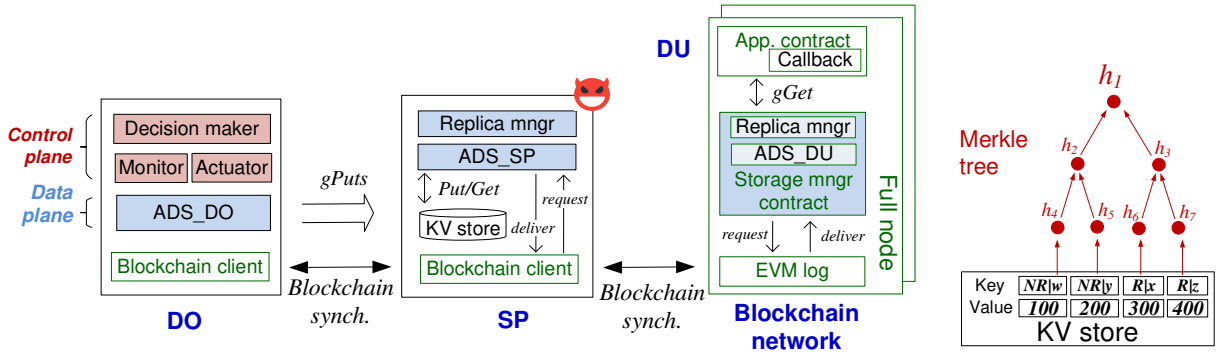 Control
plane
Data
plane
Decision maker
Monitor
Actuator
ADS_DO
Blockchain client
DO
gPuts
Blockchain
synch.
Replica mngr
ADS_SP
Put/Get
KV store
deliver
request
Blockchain client
SP
Blockchain
synch.
DU
App. contract
Callback
gGet
Replica mngr
ADS_DU
Storage mngr
contract
request
deliver
EVM log
Full node
Blockchain
network
Merkle
tree
h1
h2
h3
h4
h5
h6
h7
Key NR|w NR|y R|x R|z
Value 100 200 300 400
KV store